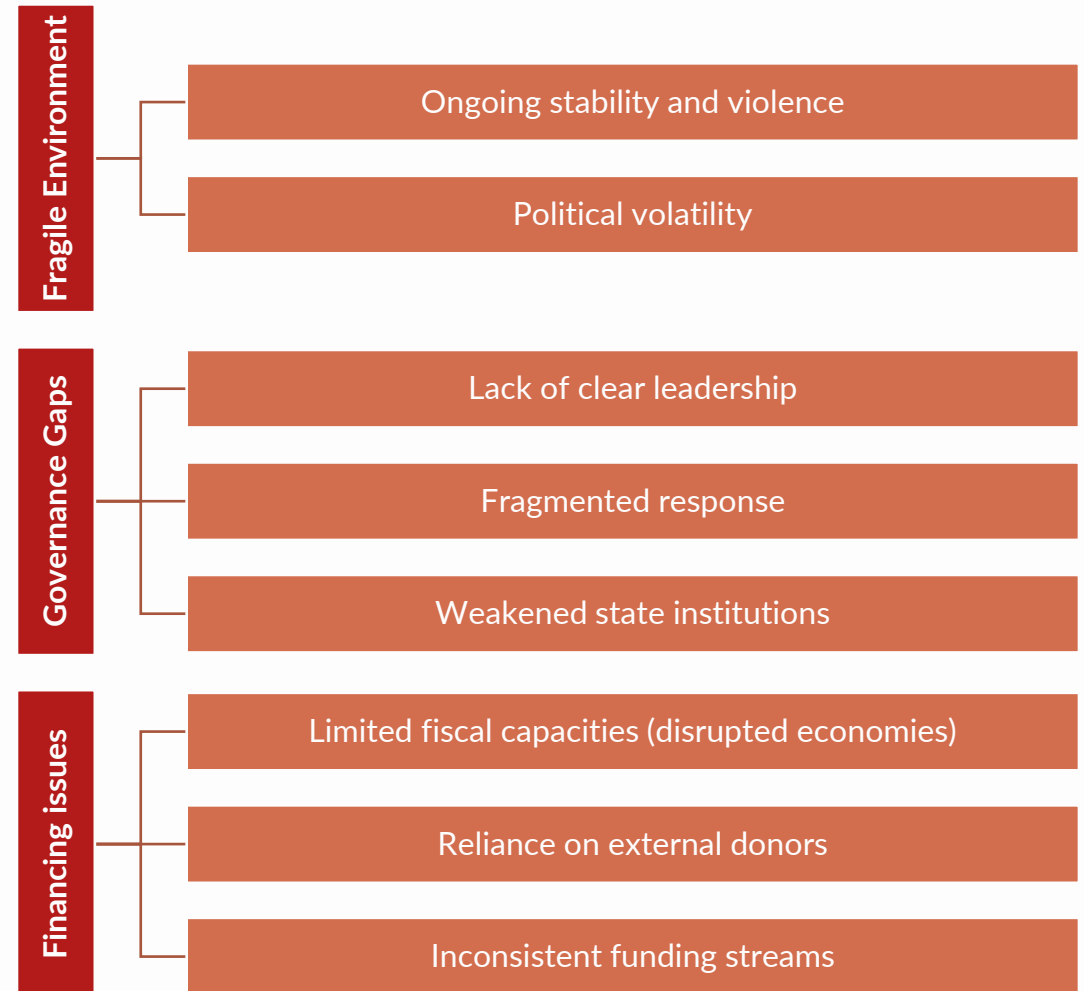 Fragile Environment
Ongoing stability and violence
Political volatility
Governance Gaps
Lack of clear leadership
Fragmented response
Weakened state institutions
Financing issues
Limited fiscal capacities (disrupted economies)
Reliance on external donors
Inconsistent funding streams